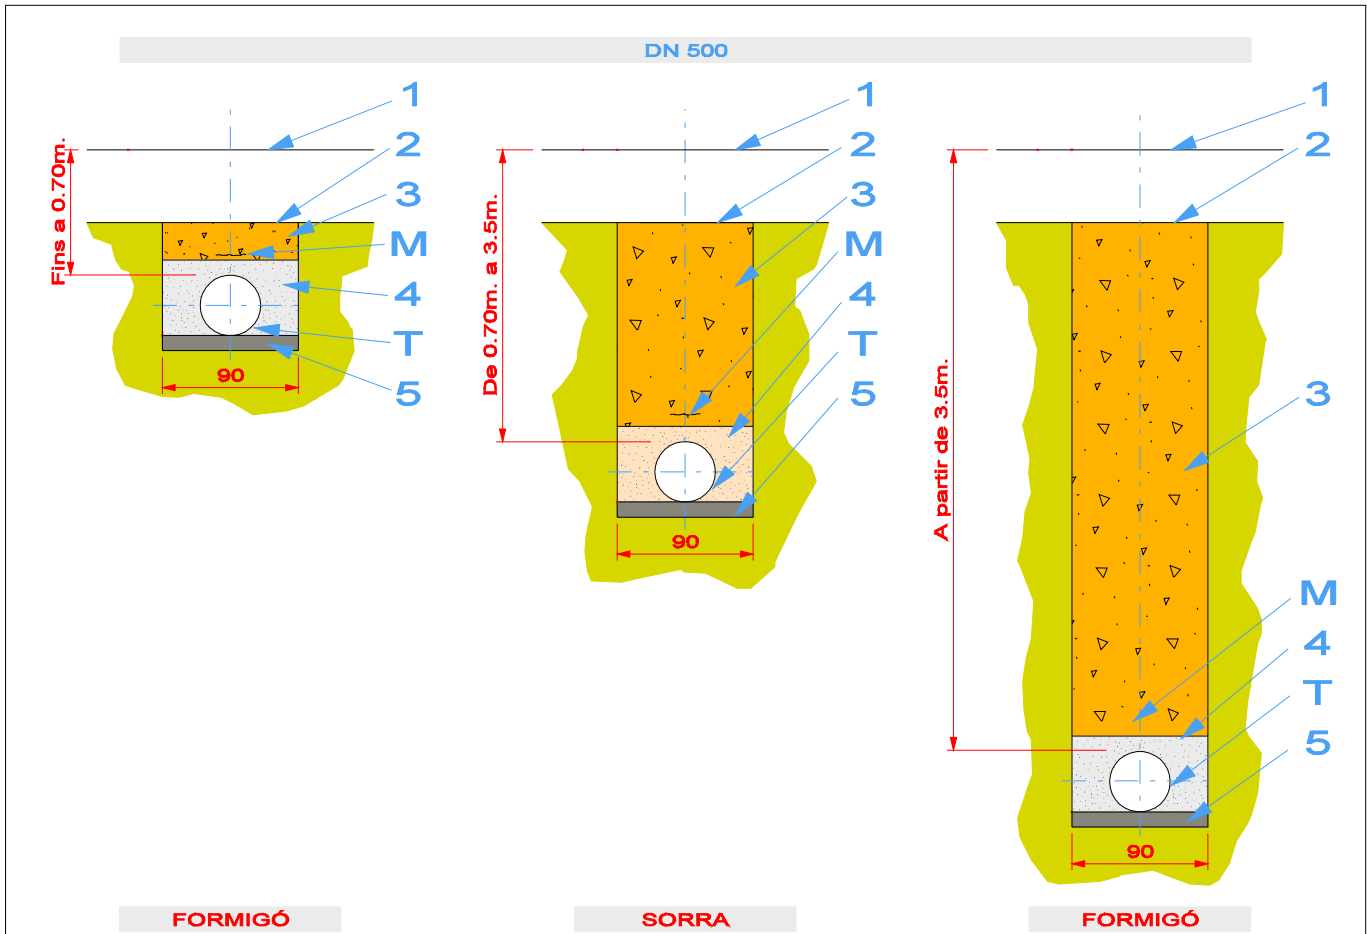 DN 500
1
2
3
M
4
T
5
Fins a 0.70m.
90
1
2
3
M
4
T
5
De 0.70m. a 3.5m.
90
1
2
3
M
4
T
5
A partir de 3.5m.
90
FORMIGÓ
SORRA
FORMIGÓ